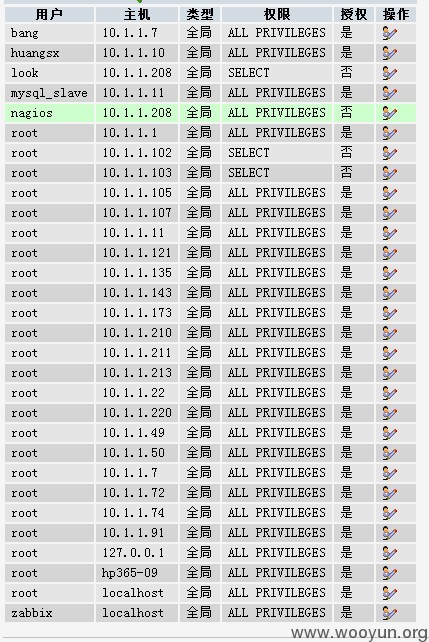 用户 主机 类型 权限 授权 操作
bang 10.1.1.7 全局 ALL PRIVILEGES 是
huangsx 10.1.1.10 全局 ALL PRIVILEGES 是
look 10.1.1.208 全局 SELECT 否
mysql_slave 10.1.1.11 全局 ALL PRIVILEGES 是
nagios 10.1.1.208 全局 ALL PRIVILEGES 否
root 10.1.1.1 全局 ALL PRIVILEGES 是
root 10.1.1.102 全局 SELECT 否
root 10.1.1.103 全局 SELECT 否
root 10.1.1.105 全局 ALL PRIVILEGES 是
root 10.1.1.107 全局 ALL PRIVILEGES 是
root 10.1.1.11 全局 ALL PRIVILEGES 是
root 10.1.1.121 全局 ALL PRIVILEGES 是
root 10.1.1.135 全局 ALL PRIVILEGES 是
root 10.1.1.143 全局 ALL PRIVILEGES 是
root 10.1.1.173 全局 ALL PRIVILEGES 是
root 10.1.1.210 全局 ALL PRIVILEGES 是
root 10.1.1.211 全局 ALL PRIVILEGES 是
root 10.1.1.213 全局 ALL PRIVILEGES 是
root 10.1.1.22 全局 ALL PRIVILEGES 是
root 10.1.1.220 全局 ALL PRIVILEGES 是
root 10.1.1.49 全局 ALL PRIVILEGES 是
root 10.1.1.50 全局 ALL PRIVILEGES 是
root 10.1.1.7 全局 ALL PRIVILEGES 是
root 10.1.1.72 全局 ALL PRIVILEGES 是
root 10.1.1.74 全局 ALL PRIVILEGES 是
root 10.1.1.91 全局 ALL PRIVILEGES 是
root 127.0.0.1 全局 ALL PRIVILEGES 是
root hp365-09 全局 ALL PRIVILEGES 是
root localhost 全局 ALL PRIVILEGES 是
zabbix localhost 全局 ALL PRIVILEGES 是
www.wooyun.org